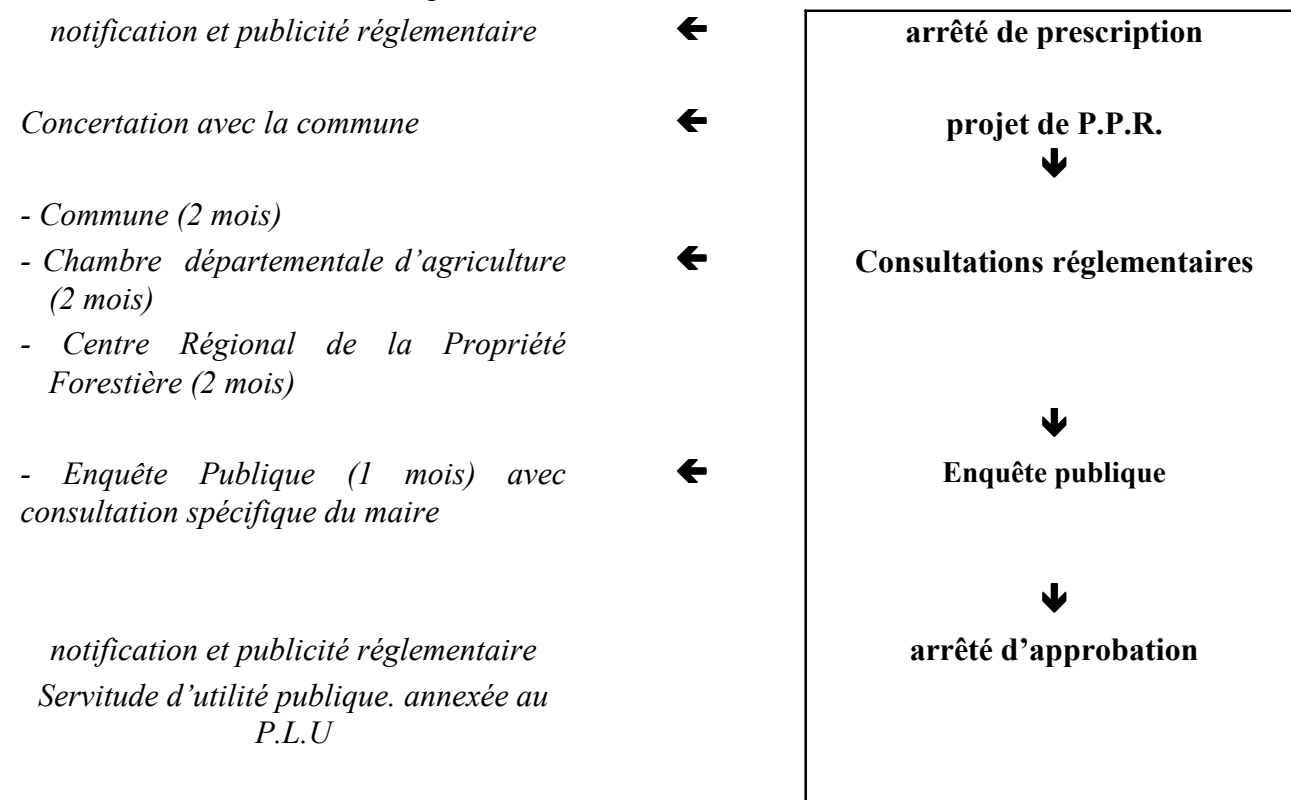 notification et publicité réglementaire ← arrêté de prescription
Concertation avec la commune ← projet de P.P.R.
↓
- Commune (2 mois)
- Chambre départementale d’agriculture ← Consultations réglementaires
(2 mois)
- Centre Régional de la Propriété
Forestière (2 mois)
↓
- Enquête Publique (1 mois) avec ← Enquête publique
consultation spécifique du maire
↓
notification et publicité réglementaire arrêté d’approbation
Servitude d’utilité publique. annexée au
P.L.U